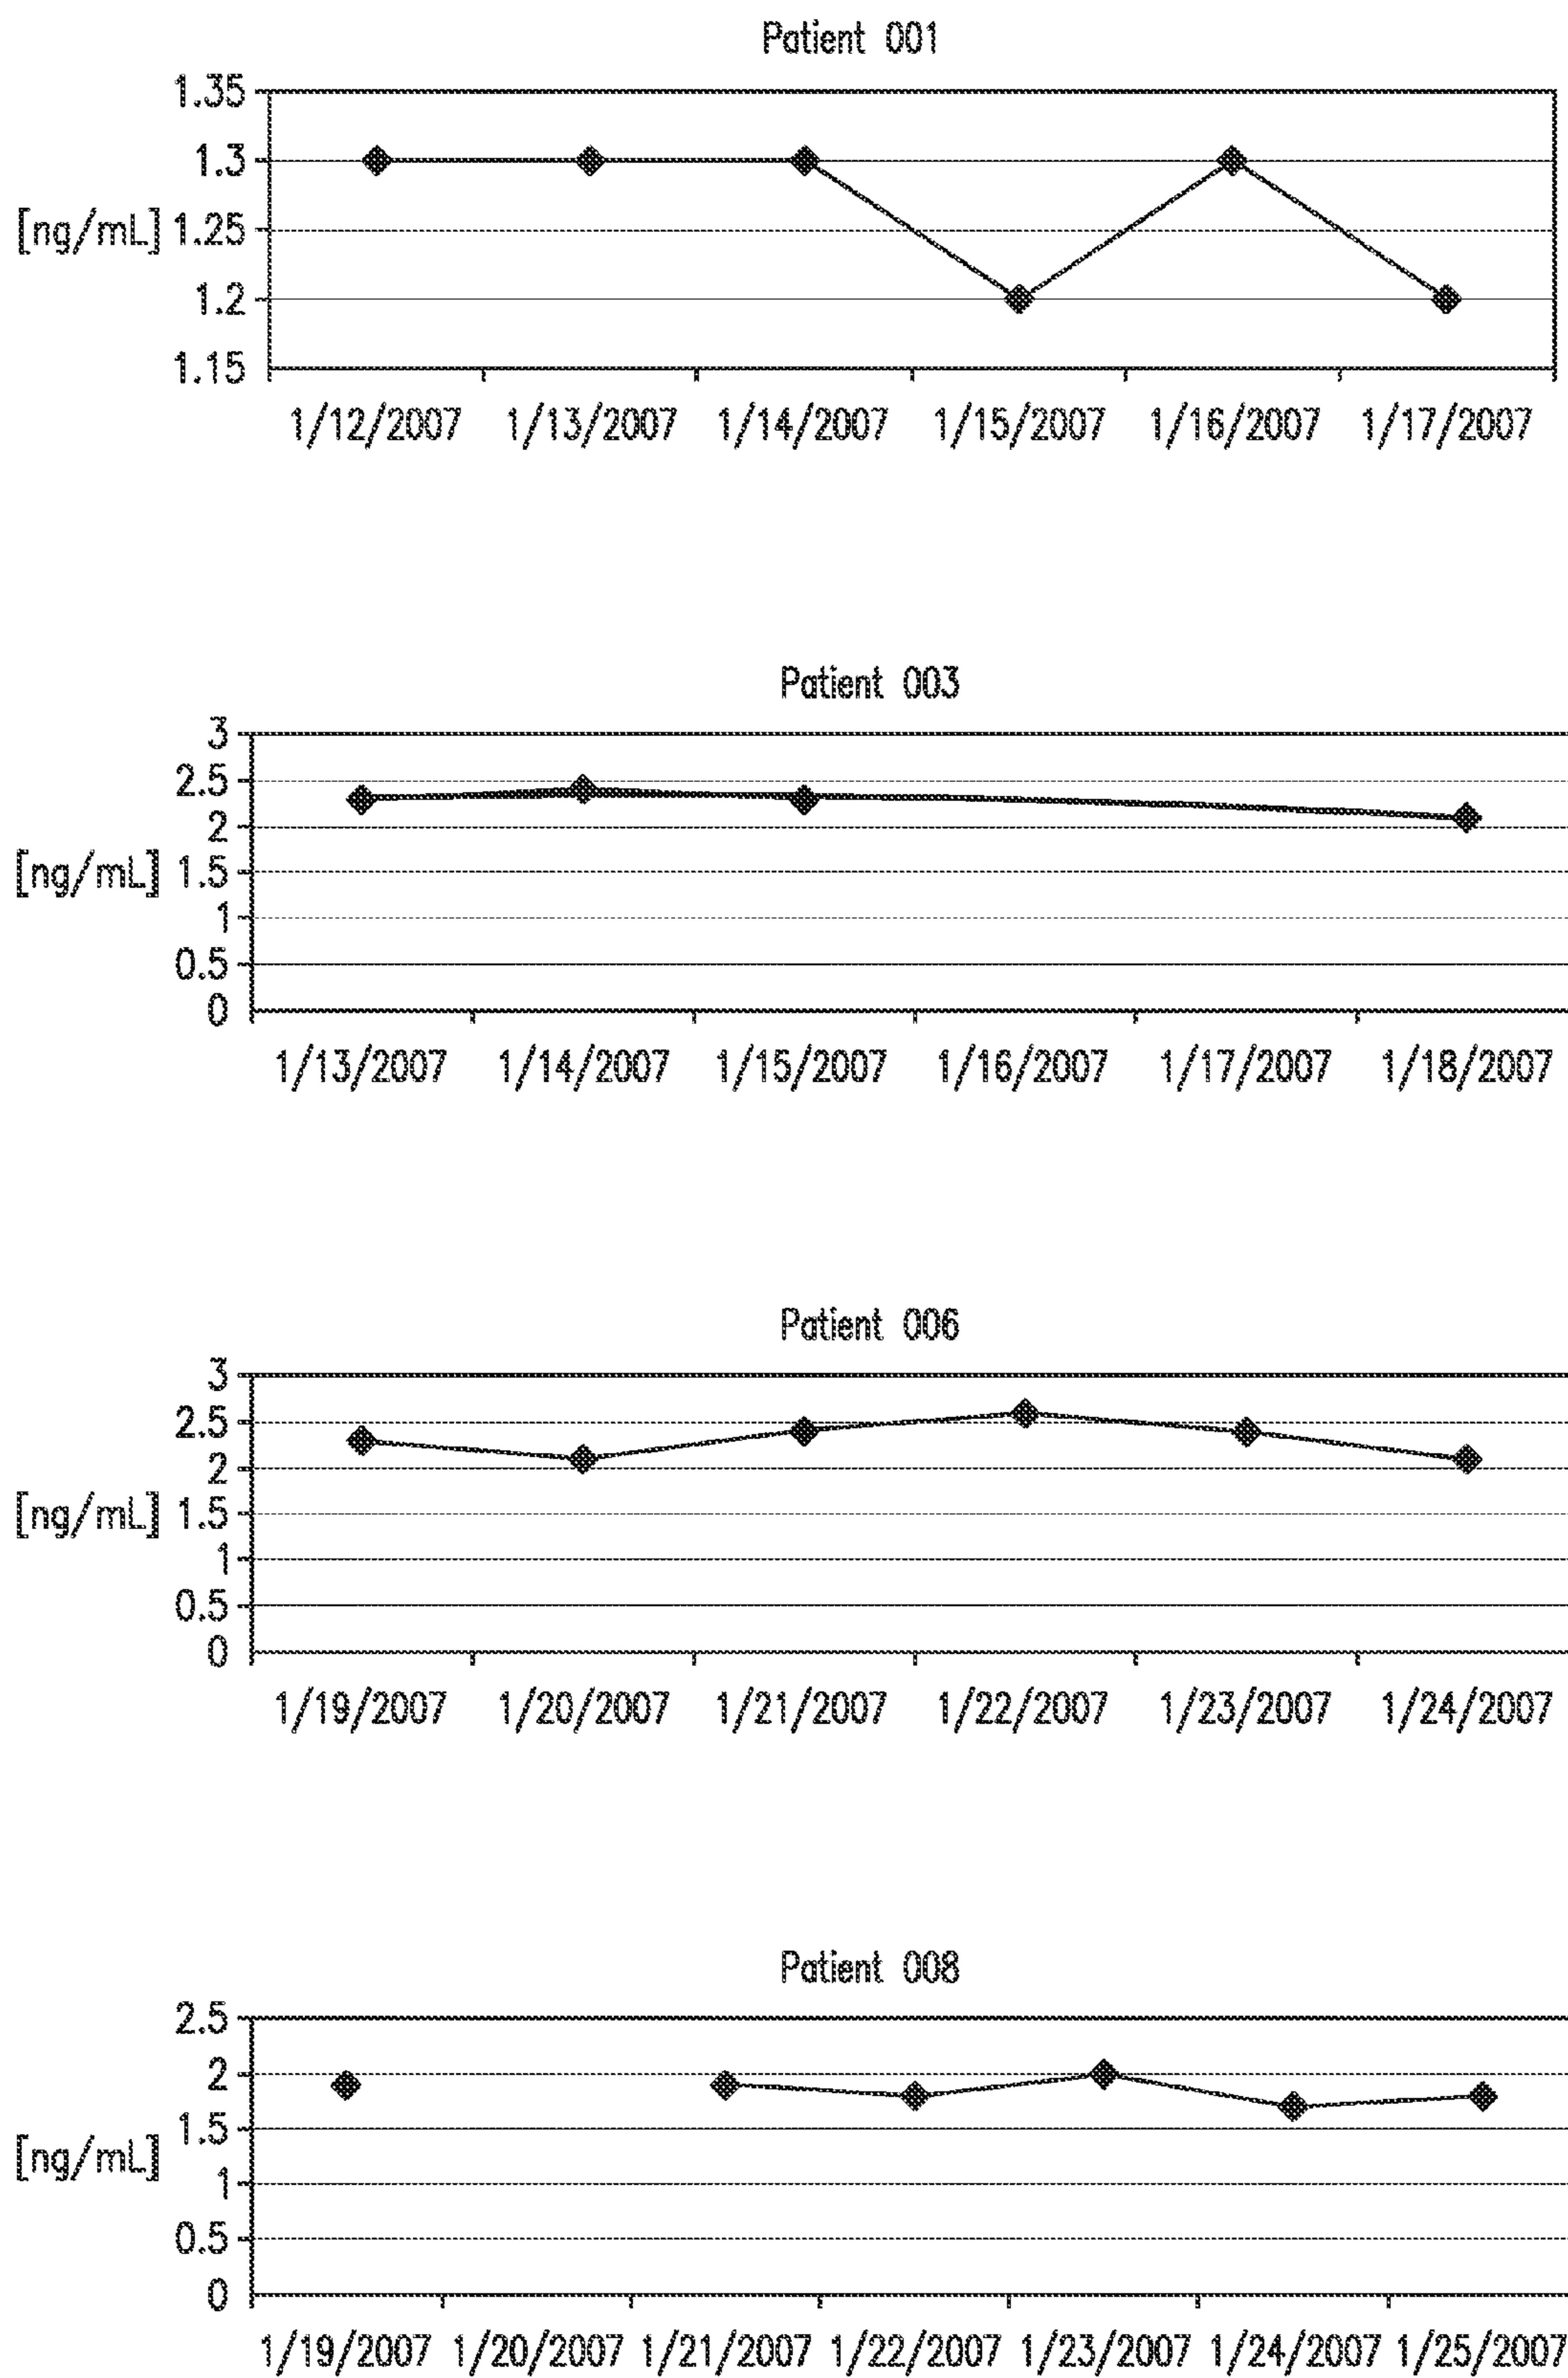 Patient 001
1.35
1.3
[ng/mL] 1.25
1.2
1.15
1/12/2007 1/13/2007 1/14/2007 1/15/2007 1/16/2007 1/17/2007
Patient 003
3
2.5
2
[ng/mL] 1.5
1
0.5
0
1/13/2007 1/14/2007 1/15/2007 1/16/2007 1/17/2007 1/18/2007
Patient 006
3
2.5
2
[ng/mL] 1.5
1
0.5
0
1/19/2007 1/20/2007 1/21/2007 1/22/2007 1/23/2007 1/24/2007
Patient 008
2.5
2
1.5
[ng/mL]
1
0.5
0
1/19/2007 1/20/2007 1/21/2007 1/22/2007 1/23/2007 1/24/2007 1/25/2007